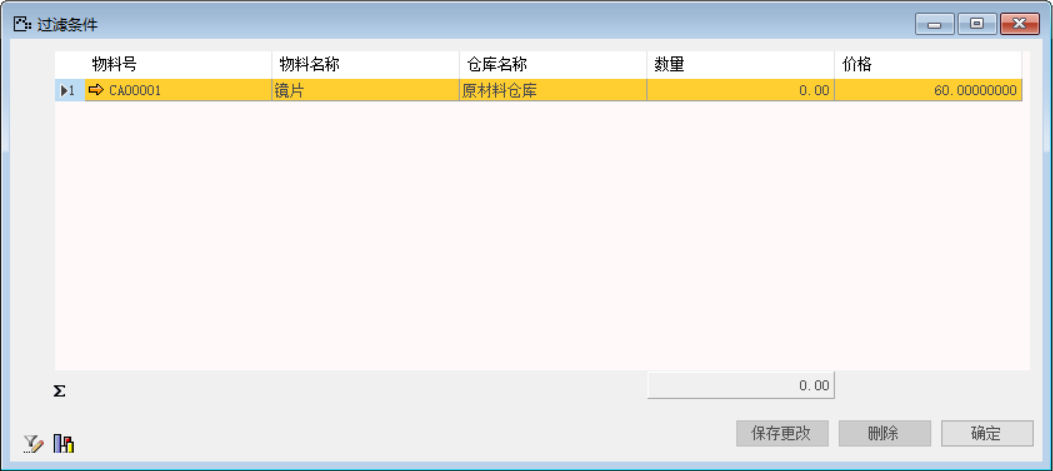 过滤条件
物料号 物料名称 仓库名称 数量 价格
1 CA00001 镜片 原材料仓库 0.00 60.00000000
Σ 0.00
保存更改 删除 确定